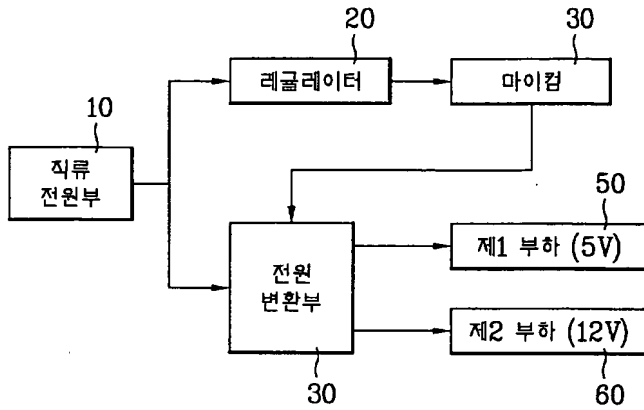 20
30
레귤레이터
마이컴
10
직류
전원부
50
전원
변환부
제1 부하 (5V)
제2 부하 (12V)
30
60